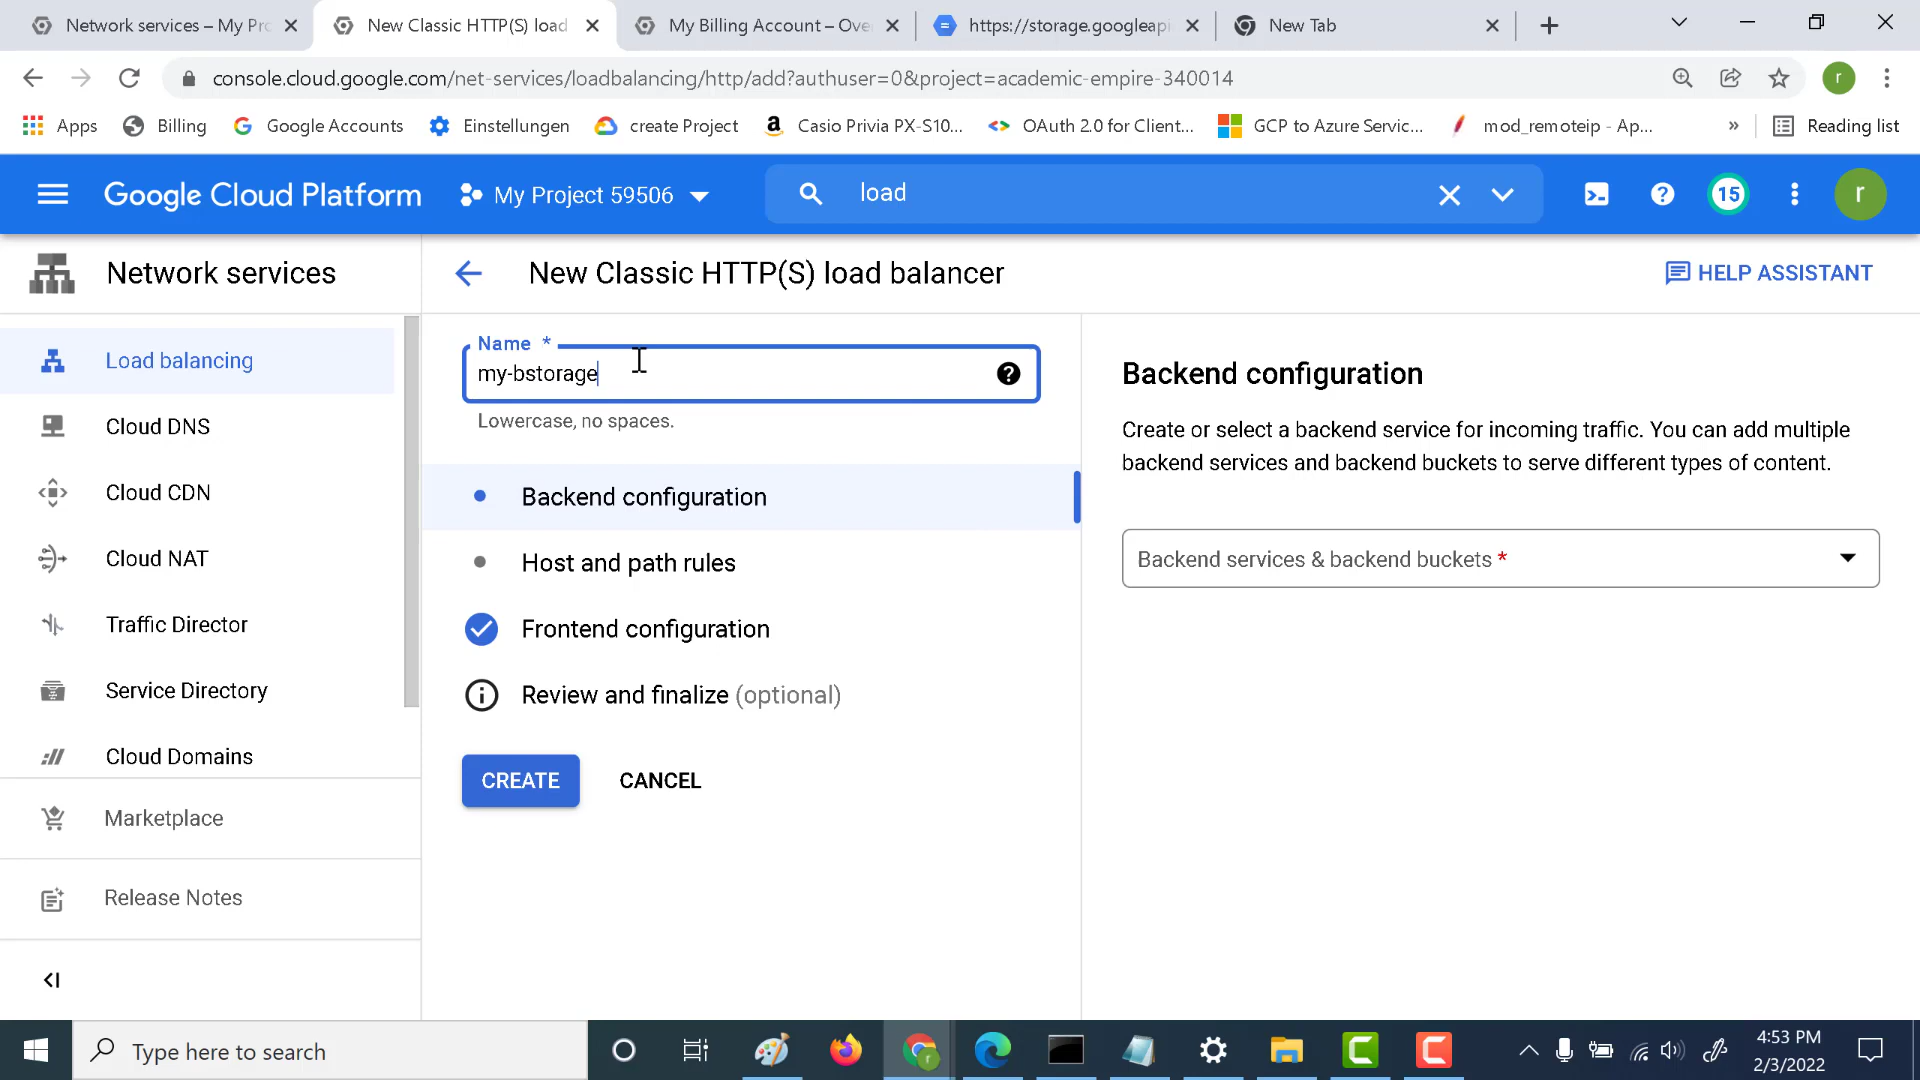 Network services – My Pro
New Classic HTTP(S) load
My Billing Account – Ove
https://storage.googleapi
New Tab
console.cloud.google.com/net-services/loadbalancing/http/add?authuser=0&project=academic-empire-340014
r
Apps
Billing
Google Accounts
Einstellungen
create Project
Casio Privia PX-S10...
OAuth 2.0 for Client...
GCP to Azure Servic...
mod_remoteip - Ap...
»
Reading list
Google Cloud Platform
My Project 59506
load
15
r
Network services
New Classic HTTP(S) load balancer
HELP ASSISTANT
Load balancing
Cloud DNS
Cloud CDN
Cloud NAT
Traffic Director
Service Directory
Cloud Domains
Marketplace
Release Notes
Name *
my-bstorage
Lowercase, no spaces.
Backend configuration
Host and path rules
Frontend configuration
Review and finalize (optional)
CREATE
CANCEL
Backend configuration
Create or select a backend service for incoming traffic. You can add multiple
backend services and backend buckets to serve different types of content.
Backend services & backend buckets *
Type here to search
4:53 PM
2/3/2022